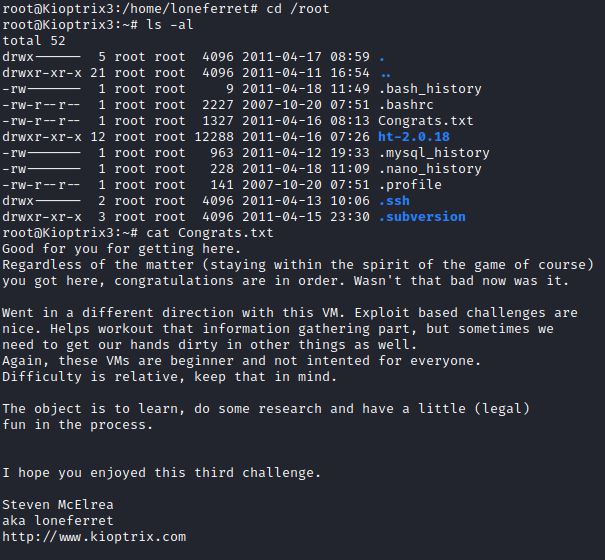 root@Kioptrix3:/home/loneferret# cd /root
root@Kioptrix3:~# ls -al
total 52
drwx------  5 root root  4096 2011-04-17 08:59 .
drwxr-xr-x 21 root root  4096 2011-04-11 16:54 ..
-rw-------  1 root root     9 2011-04-18 11:49 .bash_history
-rw-r--r--  1 root root  2227 2007-10-20 07:51 .bashrc
-rw-r--r--  1 root root  1327 2011-04-16 08:13 Congrats.txt
drwxr-xr-x 12 root root 12288 2011-04-16 07:26 ht-2.0.18
-rw-------  1 root root   963 2011-04-12 19:33 .mysql_history
-rw-------  1 root root   228 2011-04-18 11:09 .nano_history
-rw-r--r--  1 root root   141 2007-10-20 07:51 .profile
drwx------  2 root root  4096 2011-04-13 10:06 .ssh
drwxr-xr-x  3 root root  4096 2011-04-15 23:30 .subversion
root@Kioptrix3:~# cat Congrats.txt
Good for you for getting here.
Regardless of the matter (staying within the spirit of the game of course)
you got here, congratulations are in order. Wasn't that bad now was it.
Went in a different direction with this VM. Exploit based challenges are
nice. Helps workout that information gathering part, but sometimes we
need to get our hands dirty in other things as well.
Again, these VMs are beginner and not intented for everyone.
Difficulty is relative, keep that in mind.
The object is to learn, do some research and have a little (legal)
fun in the process.
I hope you enjoyed this third challenge.
Steven McElrea
aka loneferret
http://www.kioptrix.com